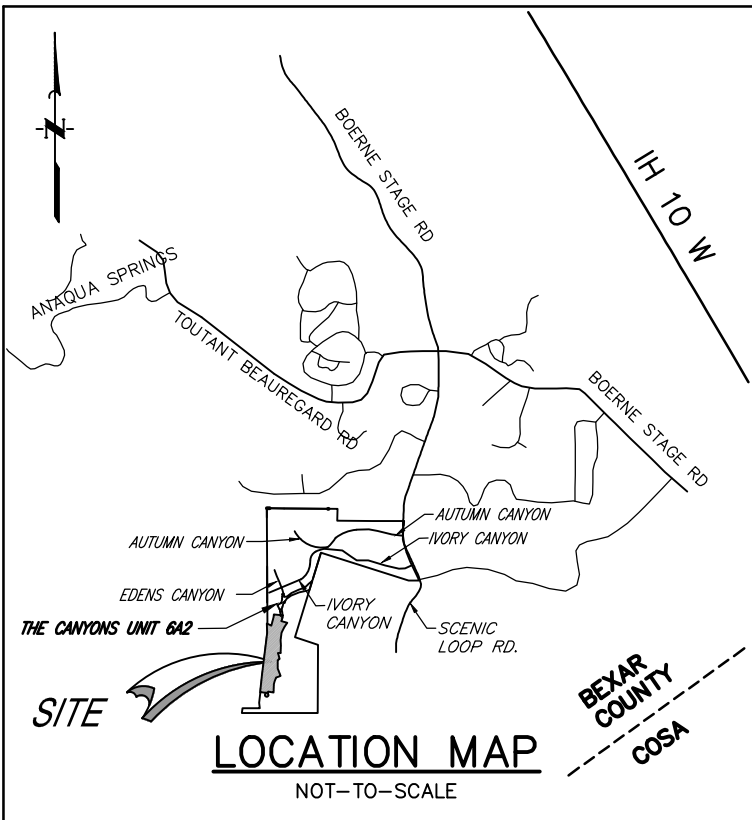 N
BOERNE STAGE RD
IH 10 W
ANAQUA SPRINGS
TOUTANT BEAUREGARD RD
BOERNE STAGE RD
AUTUMN CANYON
AUTUMN CANYON
IVORY CANYON
EDENS CANYON
IVORY
CANYON
THE CANYONS UNIT 6A2
SCENIC
LOOP RD.
SITE
BEXAR
COUNTY
COSA
LOCATION MAP
NOT-TO-SCALE